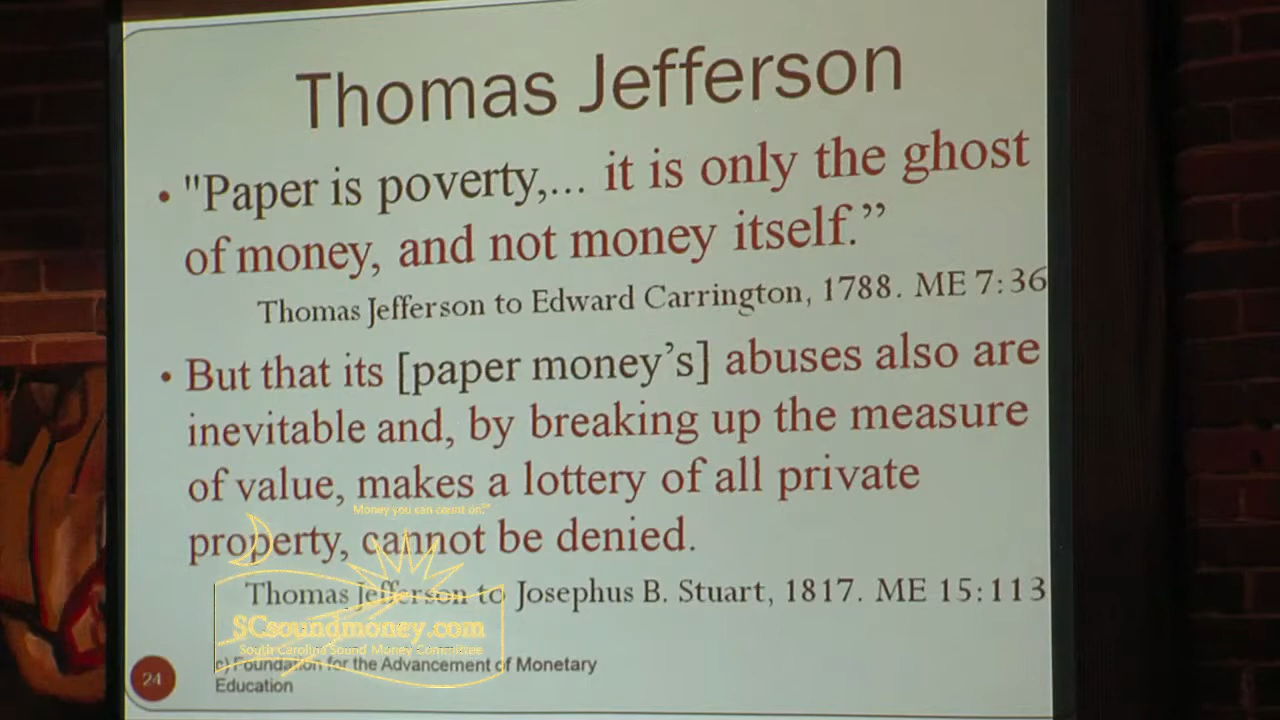 Thomas Jefferson
• "Paper is poverty,... it is only the ghost
of money, and not money itself.”
Thomas Jefferson to Edward Carrington, 1788. ME 7:36
• But that its [paper money’s] abuses also are
inevitable and, by breaking up the measure
of value, makes a lottery of all private
property, cannot be denied.
Thomas Jefferson to Josephus B. Stuart, 1817. ME 15:113
Money you can count on.
SCsoundmoney.com
South Carolina Sound Money Committee
c) Foundation for the Advancement of Monetary
Education
24